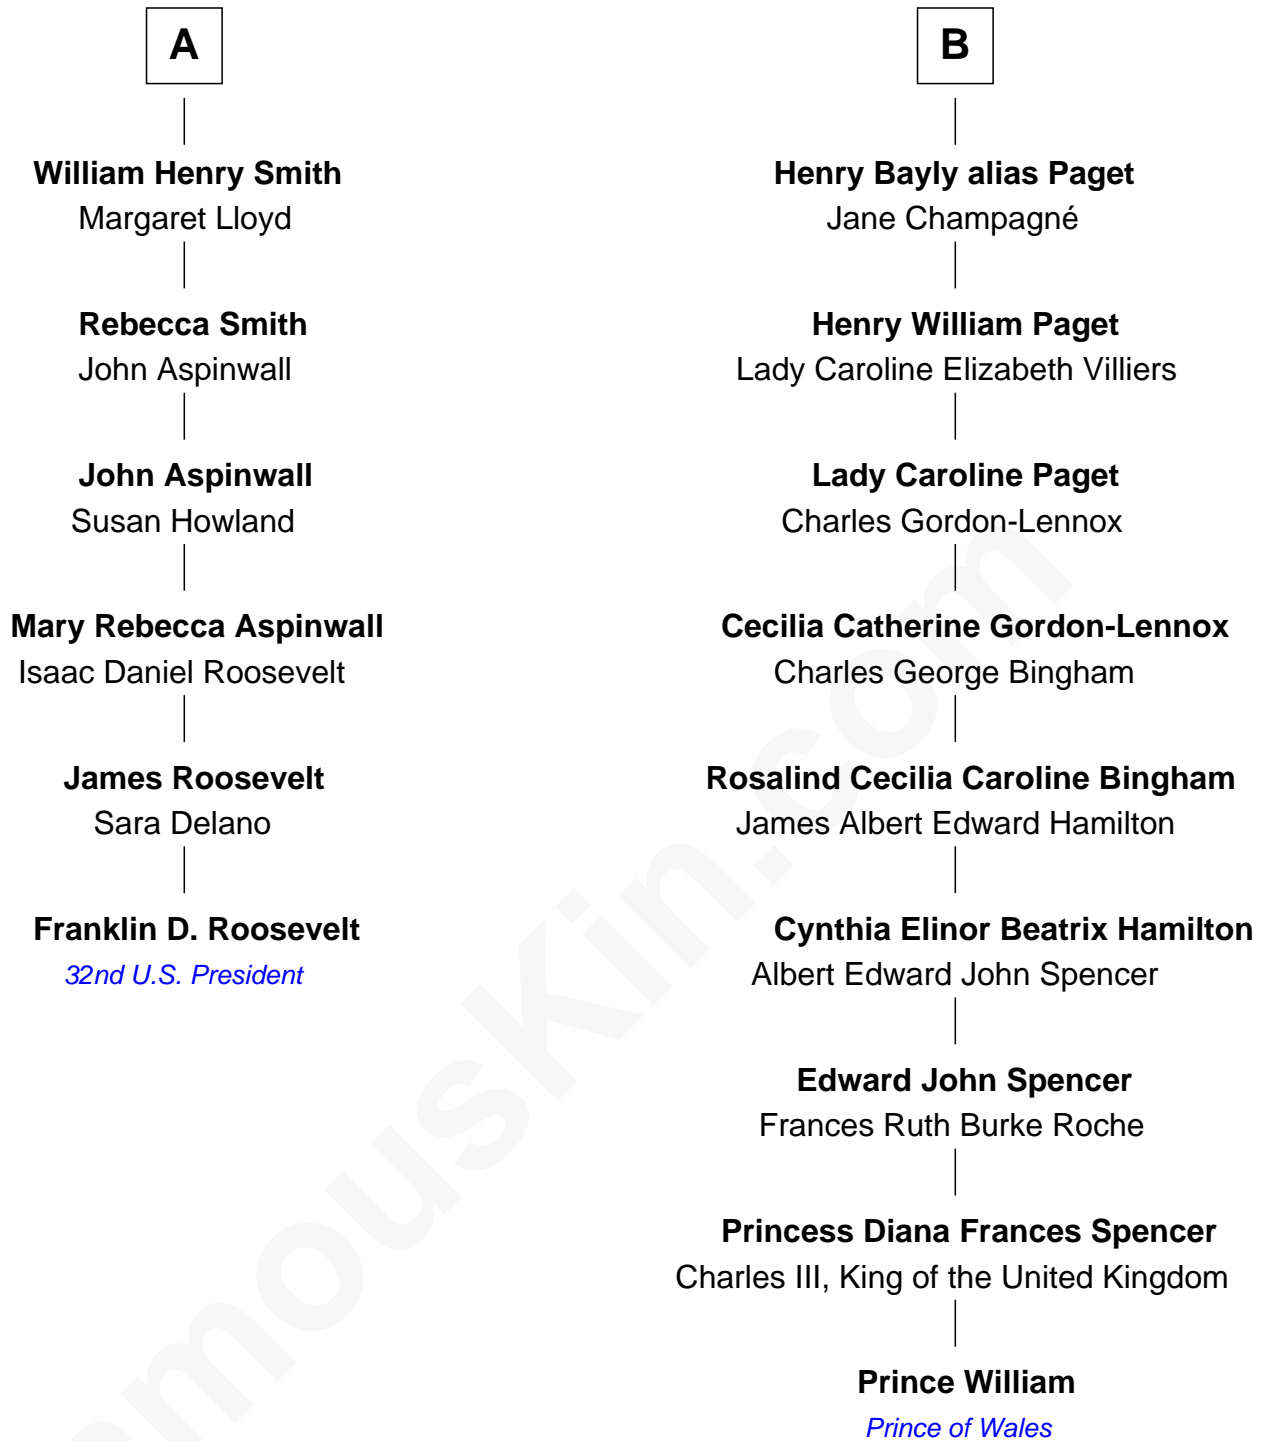 A
William Henry Smith
Margaret Lloyd
Rebecca Smith
John Aspinwall
John Aspinwall
Susan Howland
Mary Rebecca Aspinwall
Isaac Daniel Roosevelt
James Roosevelt
Sara Delano
Franklin D. Roosevelt
32nd U.S. President
B
Henry Bayly alias Paget
Jane Champagné
Henry William Paget
Lady Caroline Elizabeth Villiers
Lady Caroline Paget
Charles Gordon-Lennox
Cecilia Catherine Gordon-Lennox
Charles George Bingham
Rosalind Cecilia Caroline Bingham
James Albert Edward Hamilton
Cynthia Elinor Beatrix Hamilton
Albert Edward John Spencer
Edward John Spencer
Frances Ruth Burke Roche
Princess Diana Frances Spencer
Charles III, King of the United Kingdom
Prince William
Prince of Wales